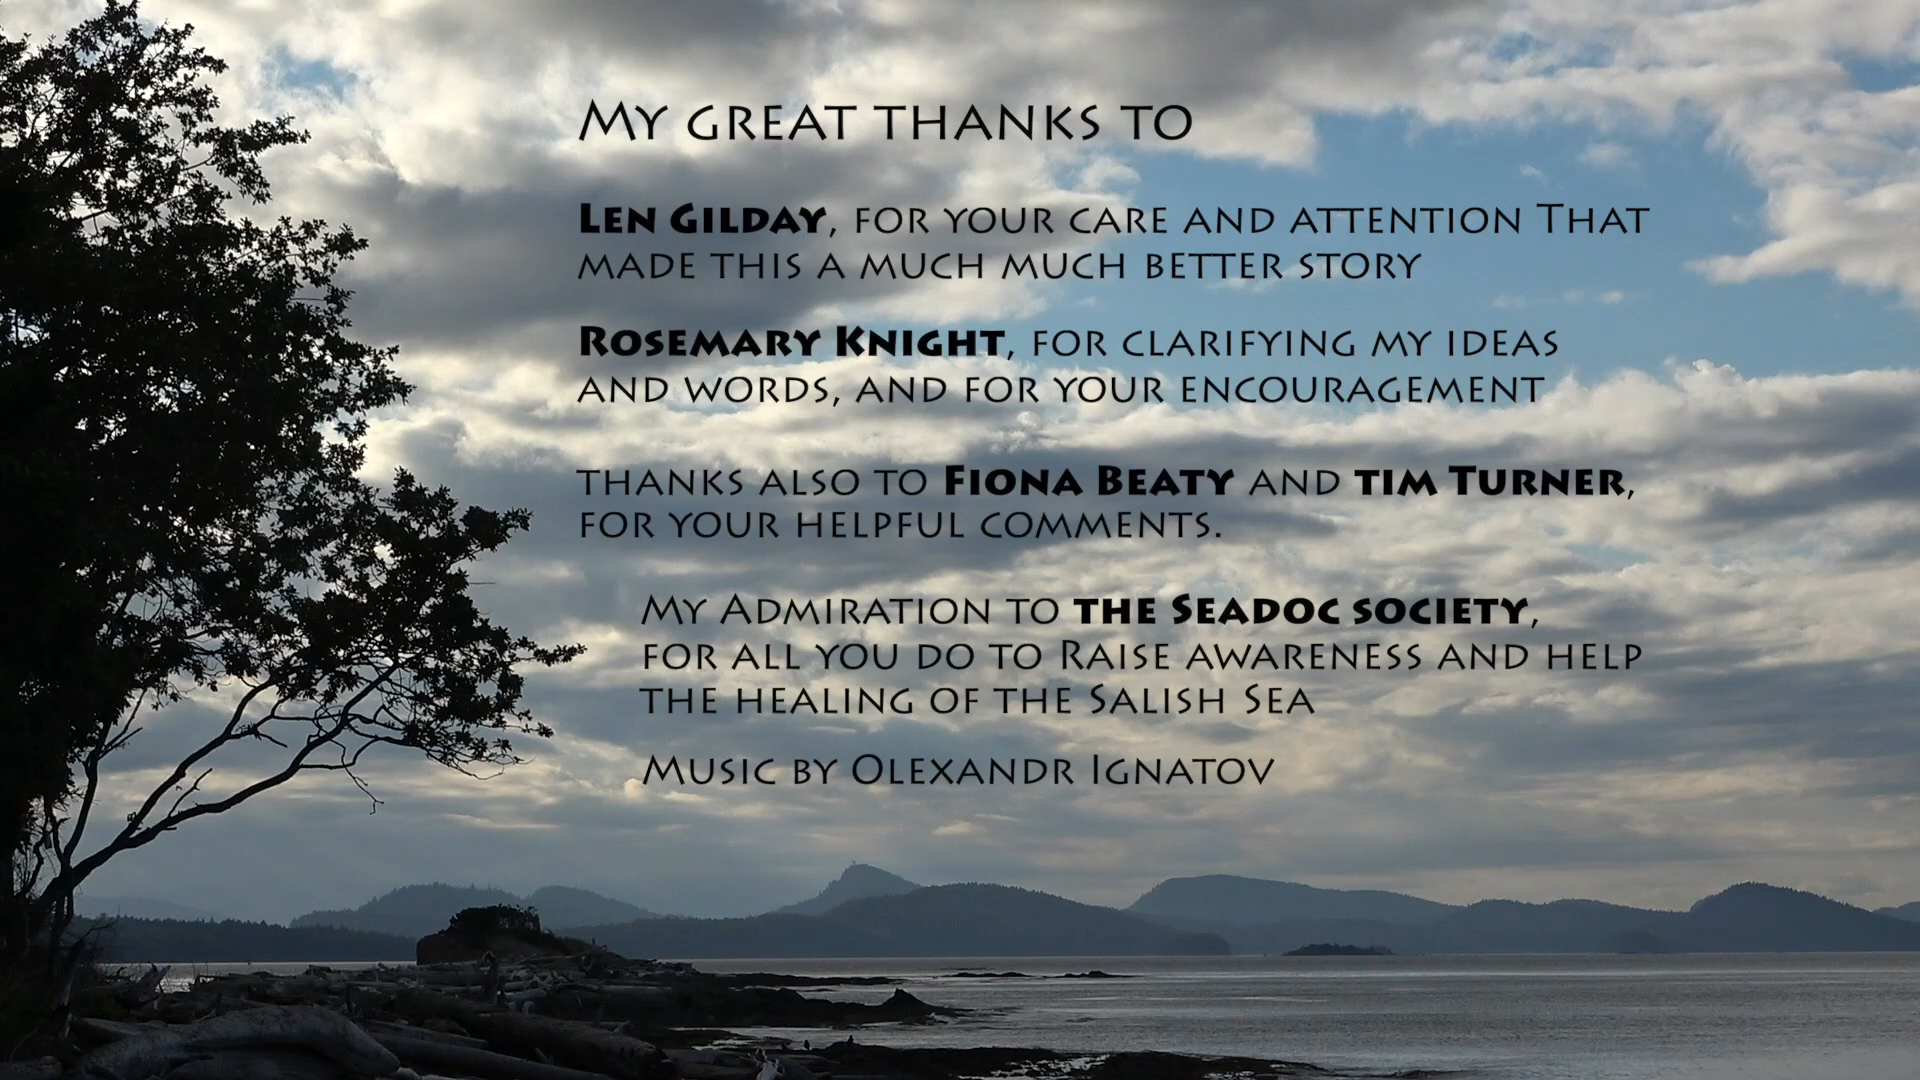 My great thanks to
Len Gilday, for your care and attention That
made this a much much better story
Rosemary Knight, for clarifying my ideas
and words, and for your encouragement
thanks also to Fiona Beaty and tim Turner,
for your helpful comments.
My Admiration to the Seadoc society,
for all you do to Raise awareness and help
the healing of the Salish Sea
Music by Olexandr Ignatov